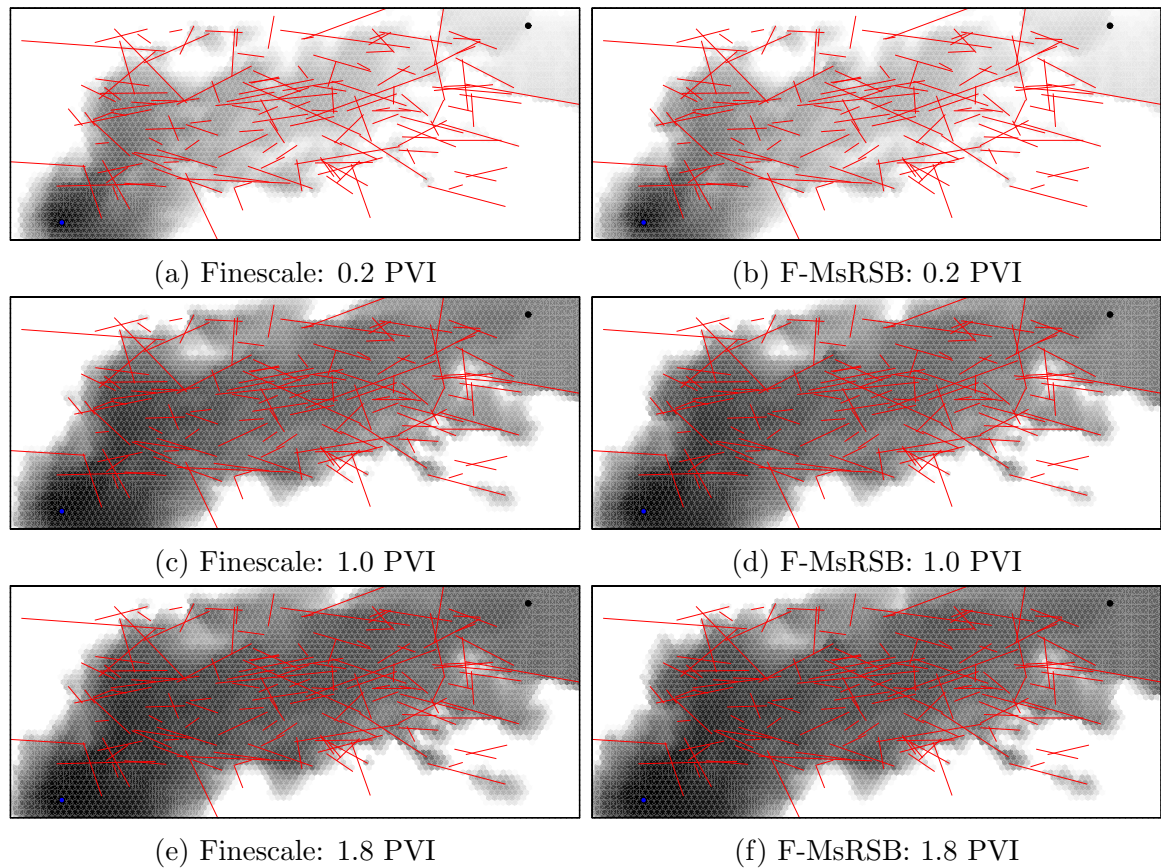 (a) Finescale: 0.2 PVI
(b) F-MsRSB: 0.2 PVI
(c) Finescale: 1.0 PVI
(d) F-MsRSB: 1.0 PVI
(e) Finescale: 1.8 PVI
(f) F-MsRSB: 1.8 PVI